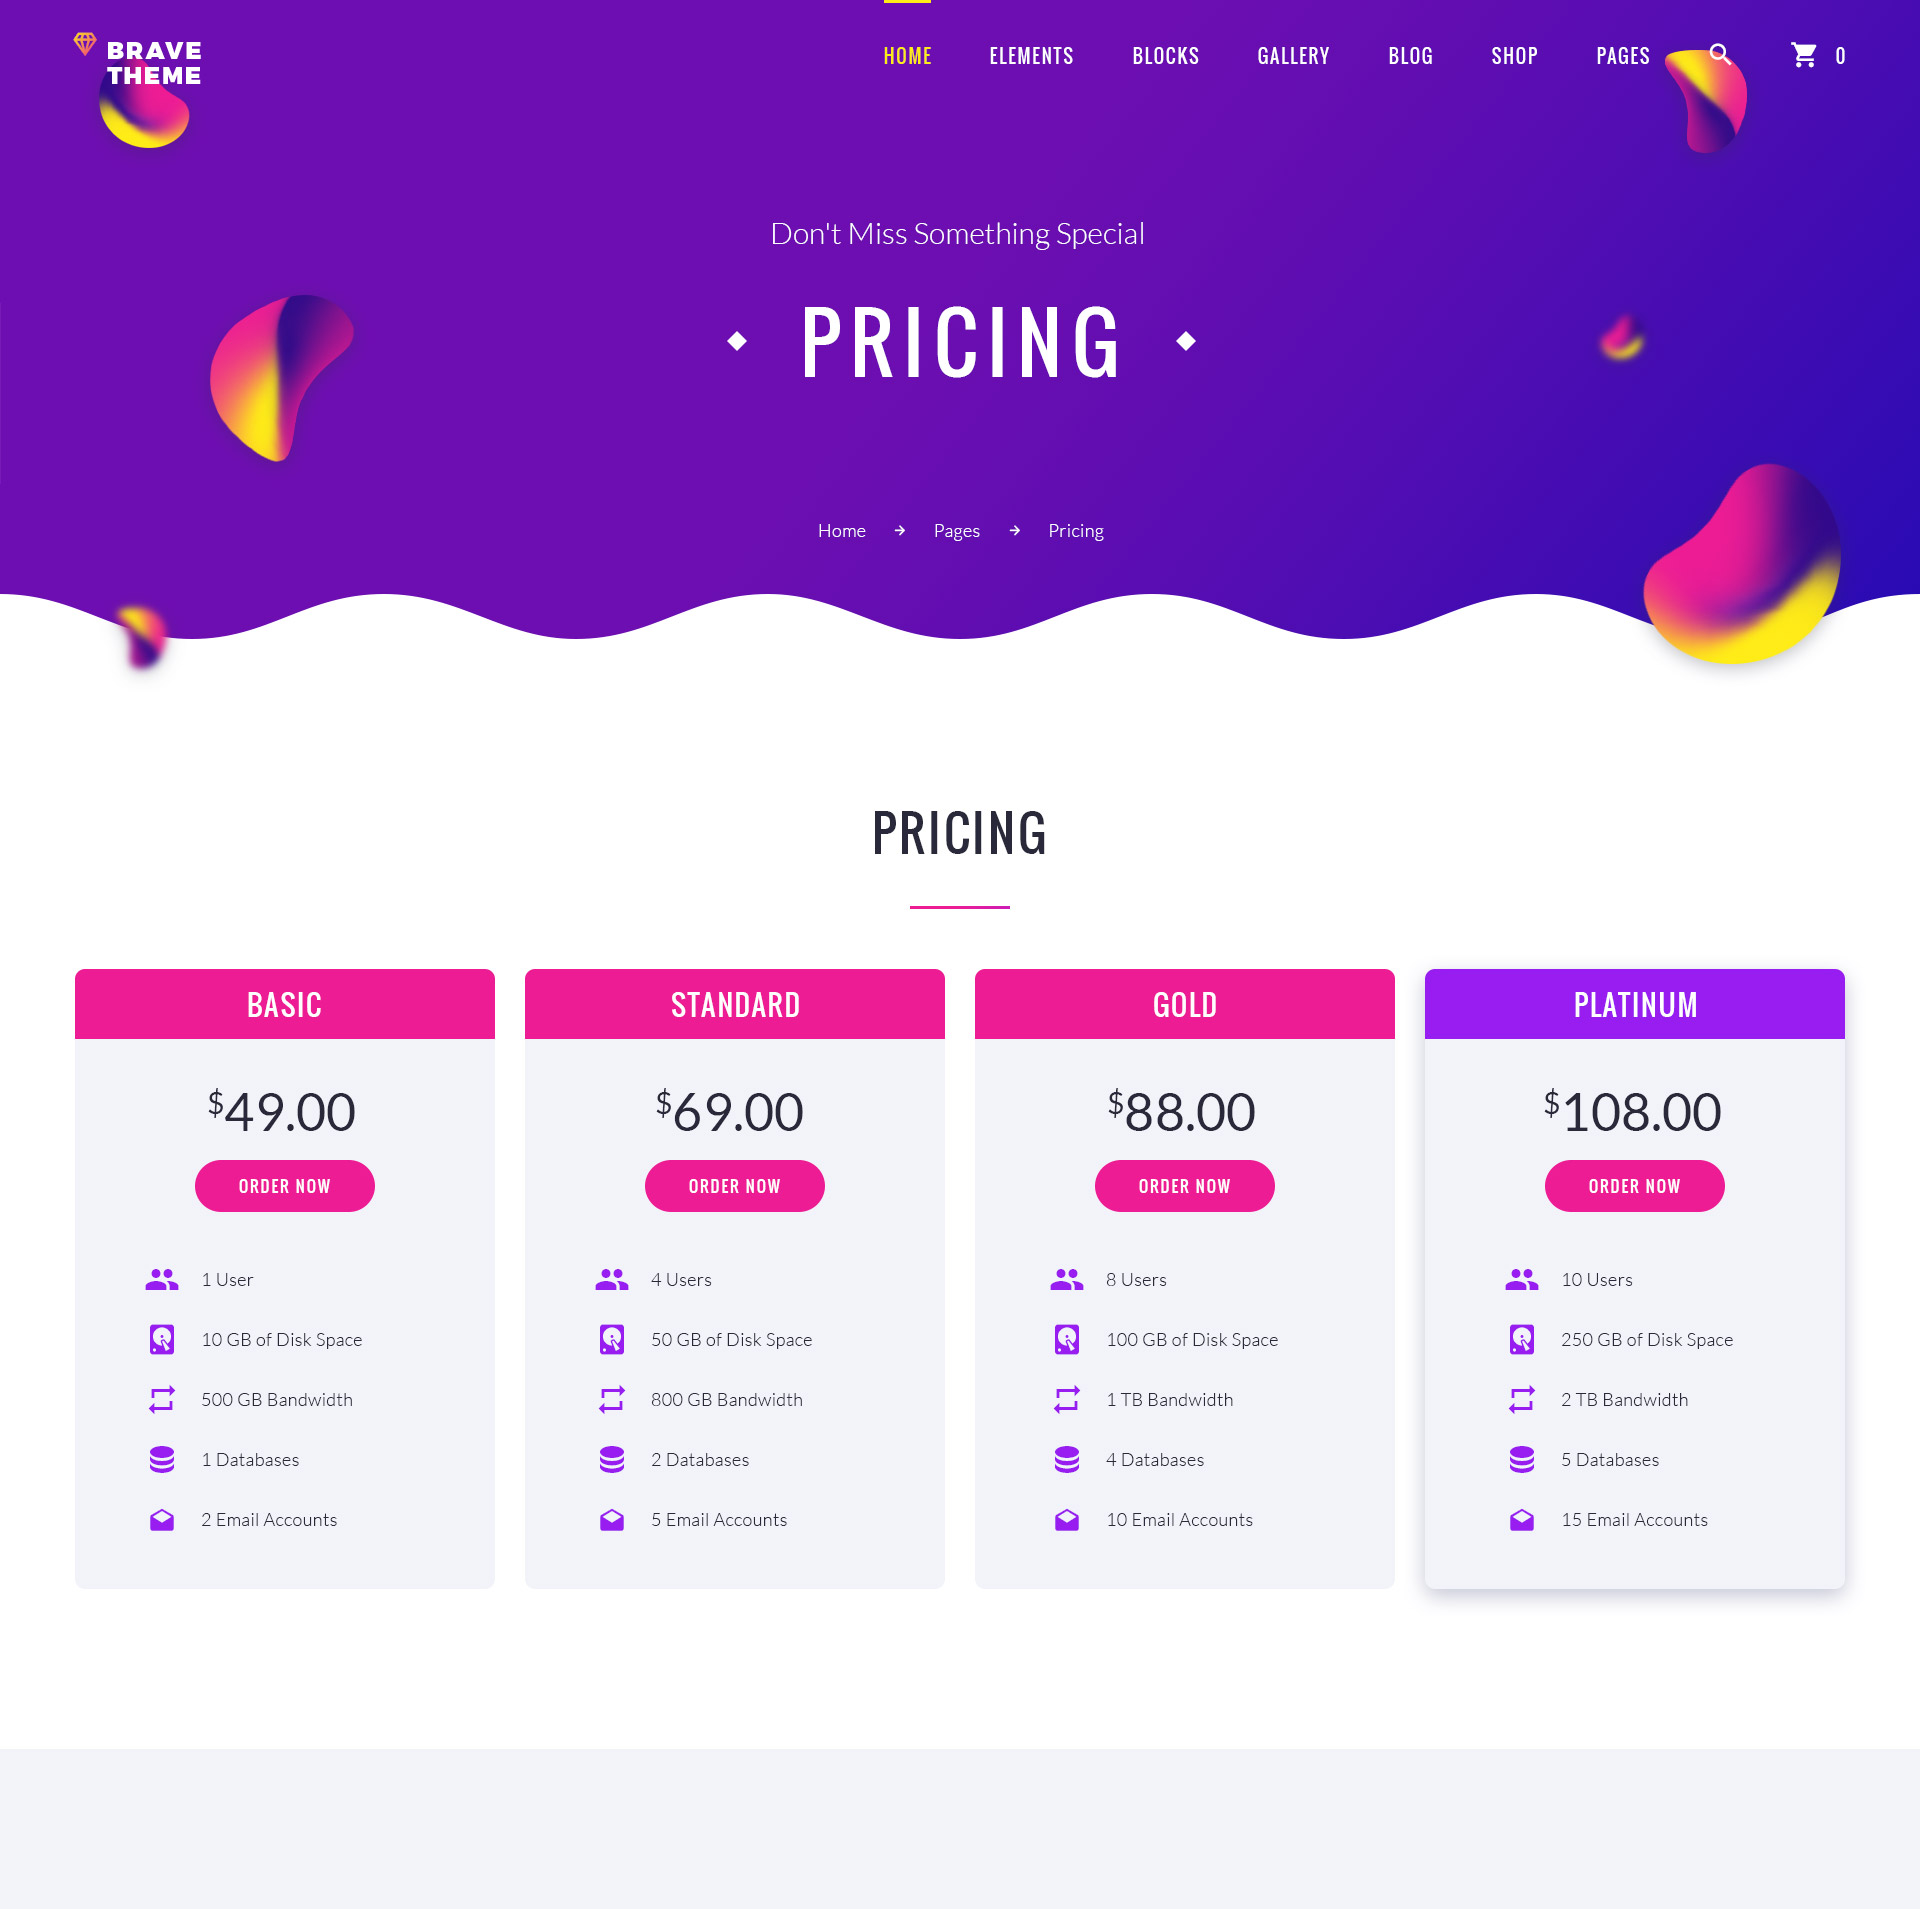 BRAVE
THEME
HOME ELEMENTS BLOCKS GALLERY BLOG SHOP PAGES 0
Don't Miss Something Special
PRICING
Home Pages Pricing
PRICING
BASIC
$49.00
ORDER NOW
1 User
10 GB of Disk Space
500 GB Bandwidth
1 Databases
2 Email Accounts
STANDARD
$69.00
ORDER NOW
4 Users
50 GB of Disk Space
800 GB Bandwidth
2 Databases
5 Email Accounts
GOLD
$88.00
ORDER NOW
8 Users
100 GB of Disk Space
1 TB Bandwidth
4 Databases
10 Email Accounts
PLATINUM
$108.00
ORDER NOW
10 Users
250 GB of Disk Space
2 TB Bandwidth
5 Databases
15 Email Accounts